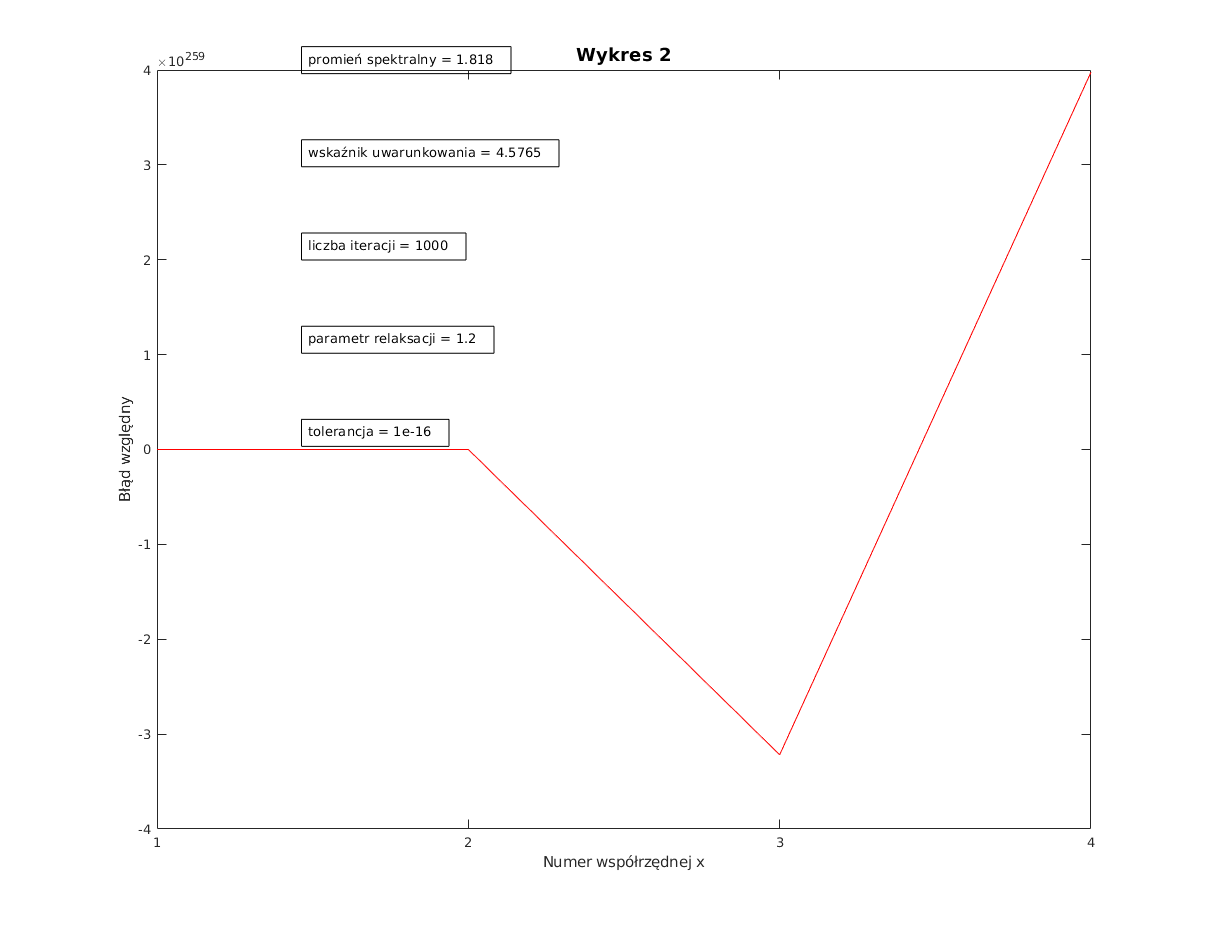 Wykres 2
×10^259
promień spektralny = 1.818
wskaźnik uwarunkowania = 4.5765
liczba iteracji = 1000
parametr relaksacji = 1.2
tolerancja = 1e-16
4
3
2
1
0
-1
-2
-3
-4
Błąd względny
1 2 3 4
Numer współrzędnej x